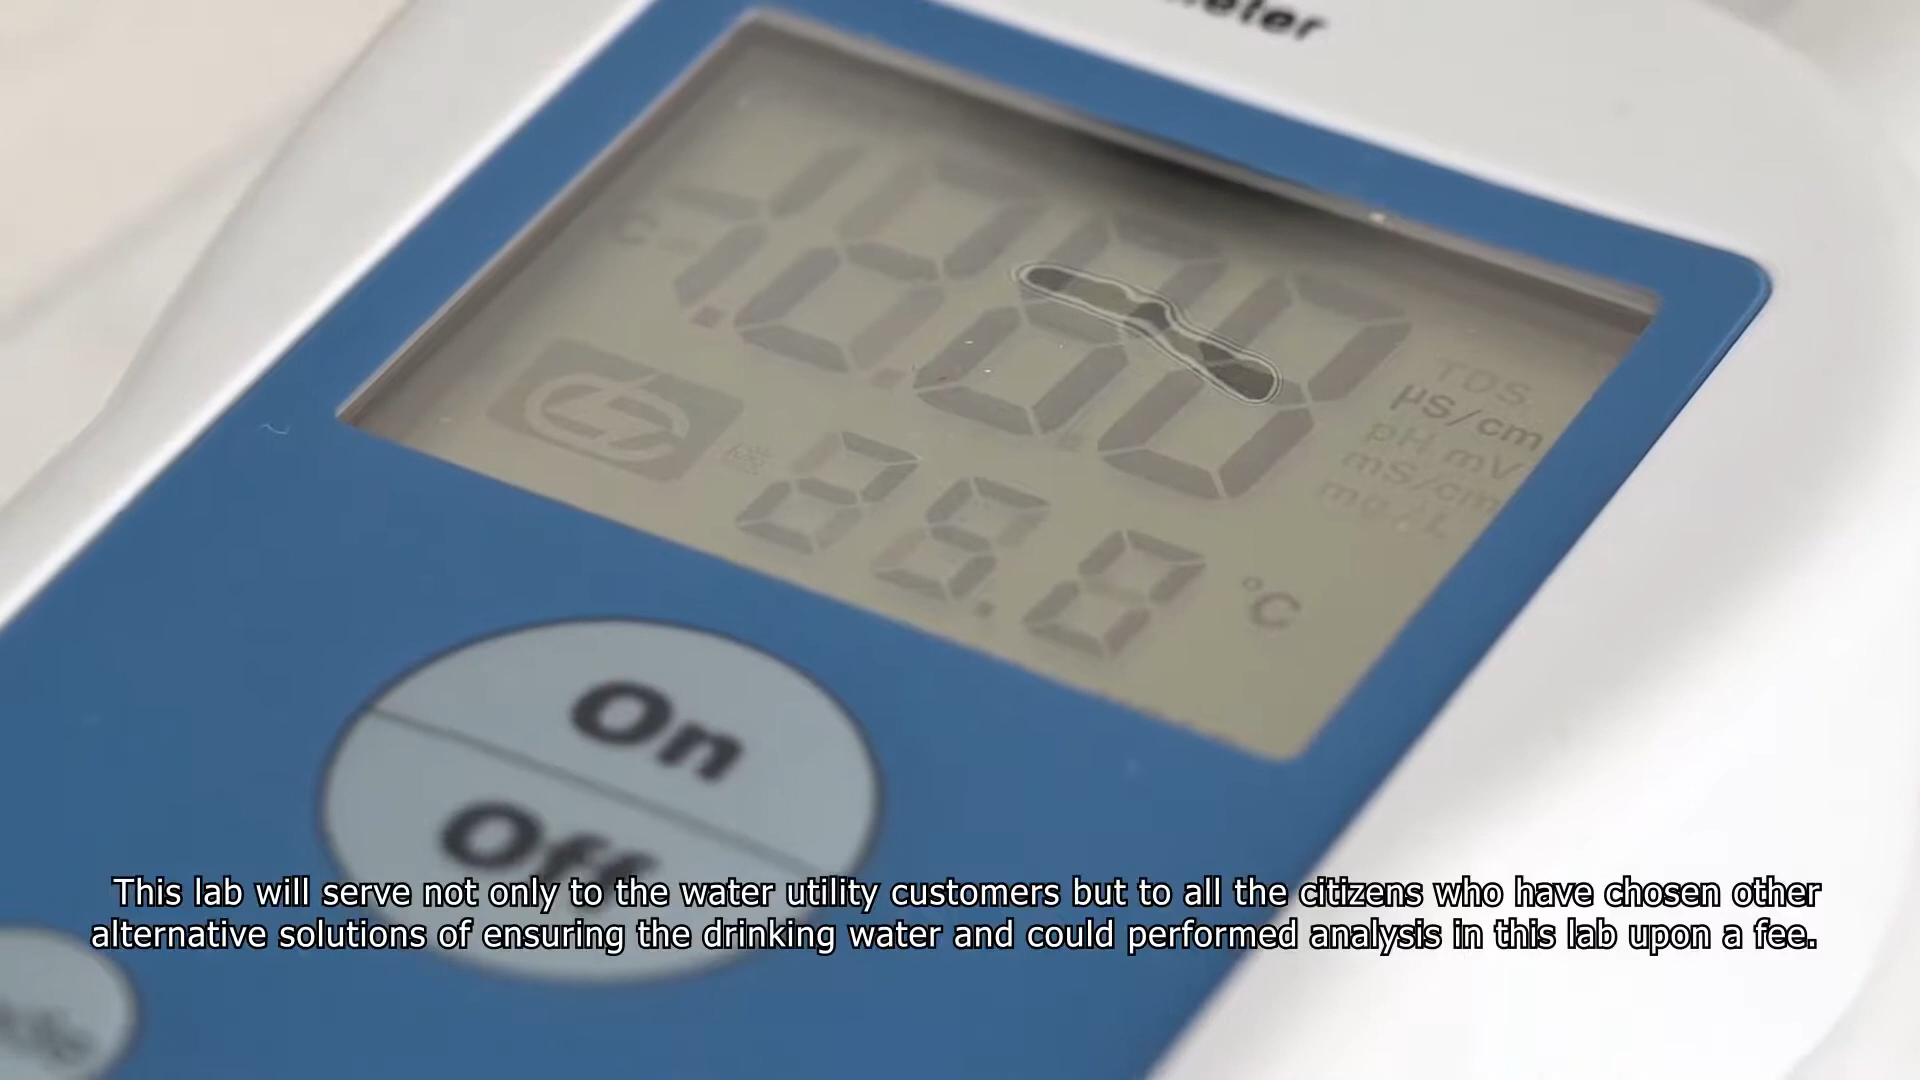 On
Off
TDS
µS/cm
pH mV
mS/cm
mg/L
°C
This lab will serve not only to the water utility customers but to all the citizens who have chosen other
alternative solutions of ensuring the drinking water and could performed analysis in this lab upon a fee.